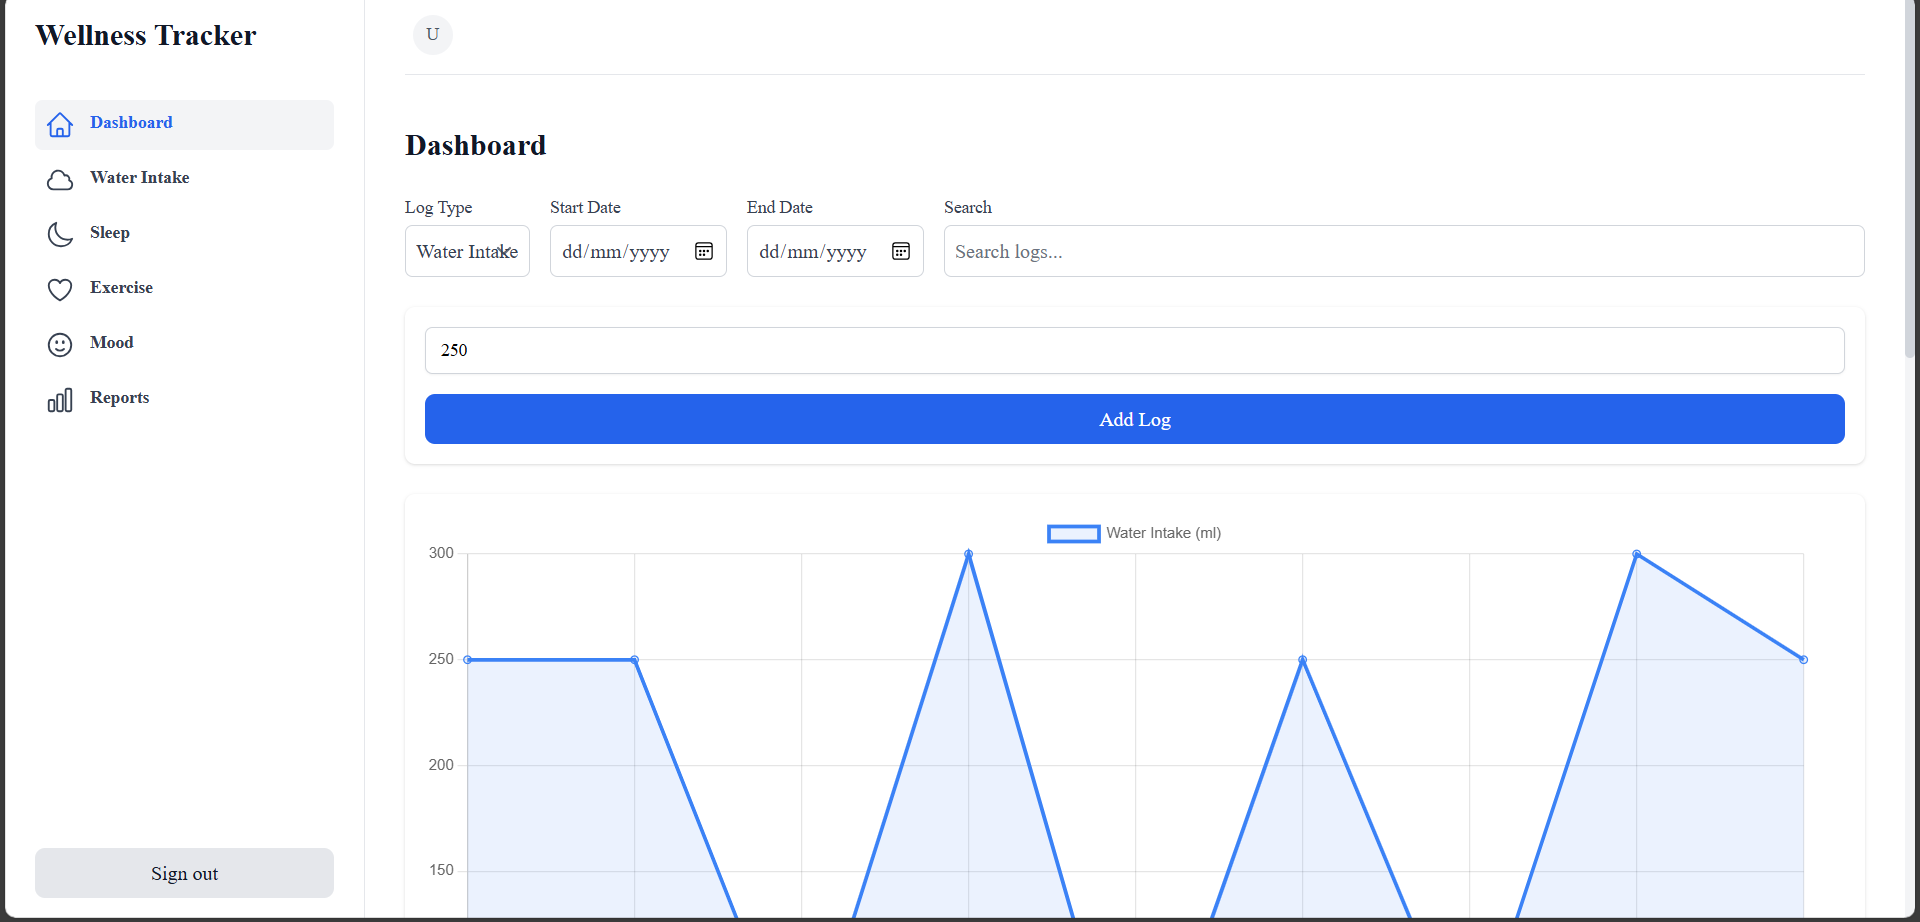 Wellness Tracker
U
Dashboard
Water Intake
Sleep
Exercise
Mood
Reports
Sign out
Dashboard
Log Type
Start Date
End Date
Search
Water Intake
dd/mm/yyyy
dd/mm/yyyy
Search logs...
250
Add Log
Water Intake (ml)
300
250
200
150